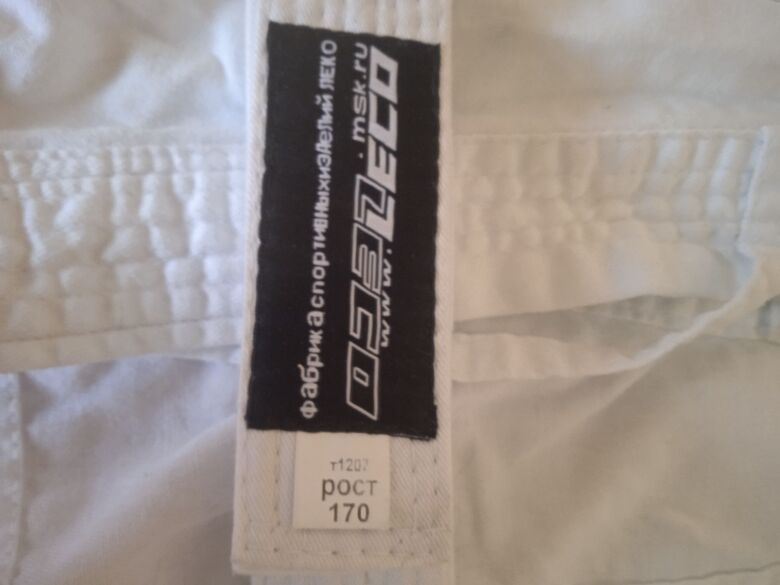 фабрика спортивных изделий ЛЕКО
www.LECO.msk.ru
т1207
рост
170